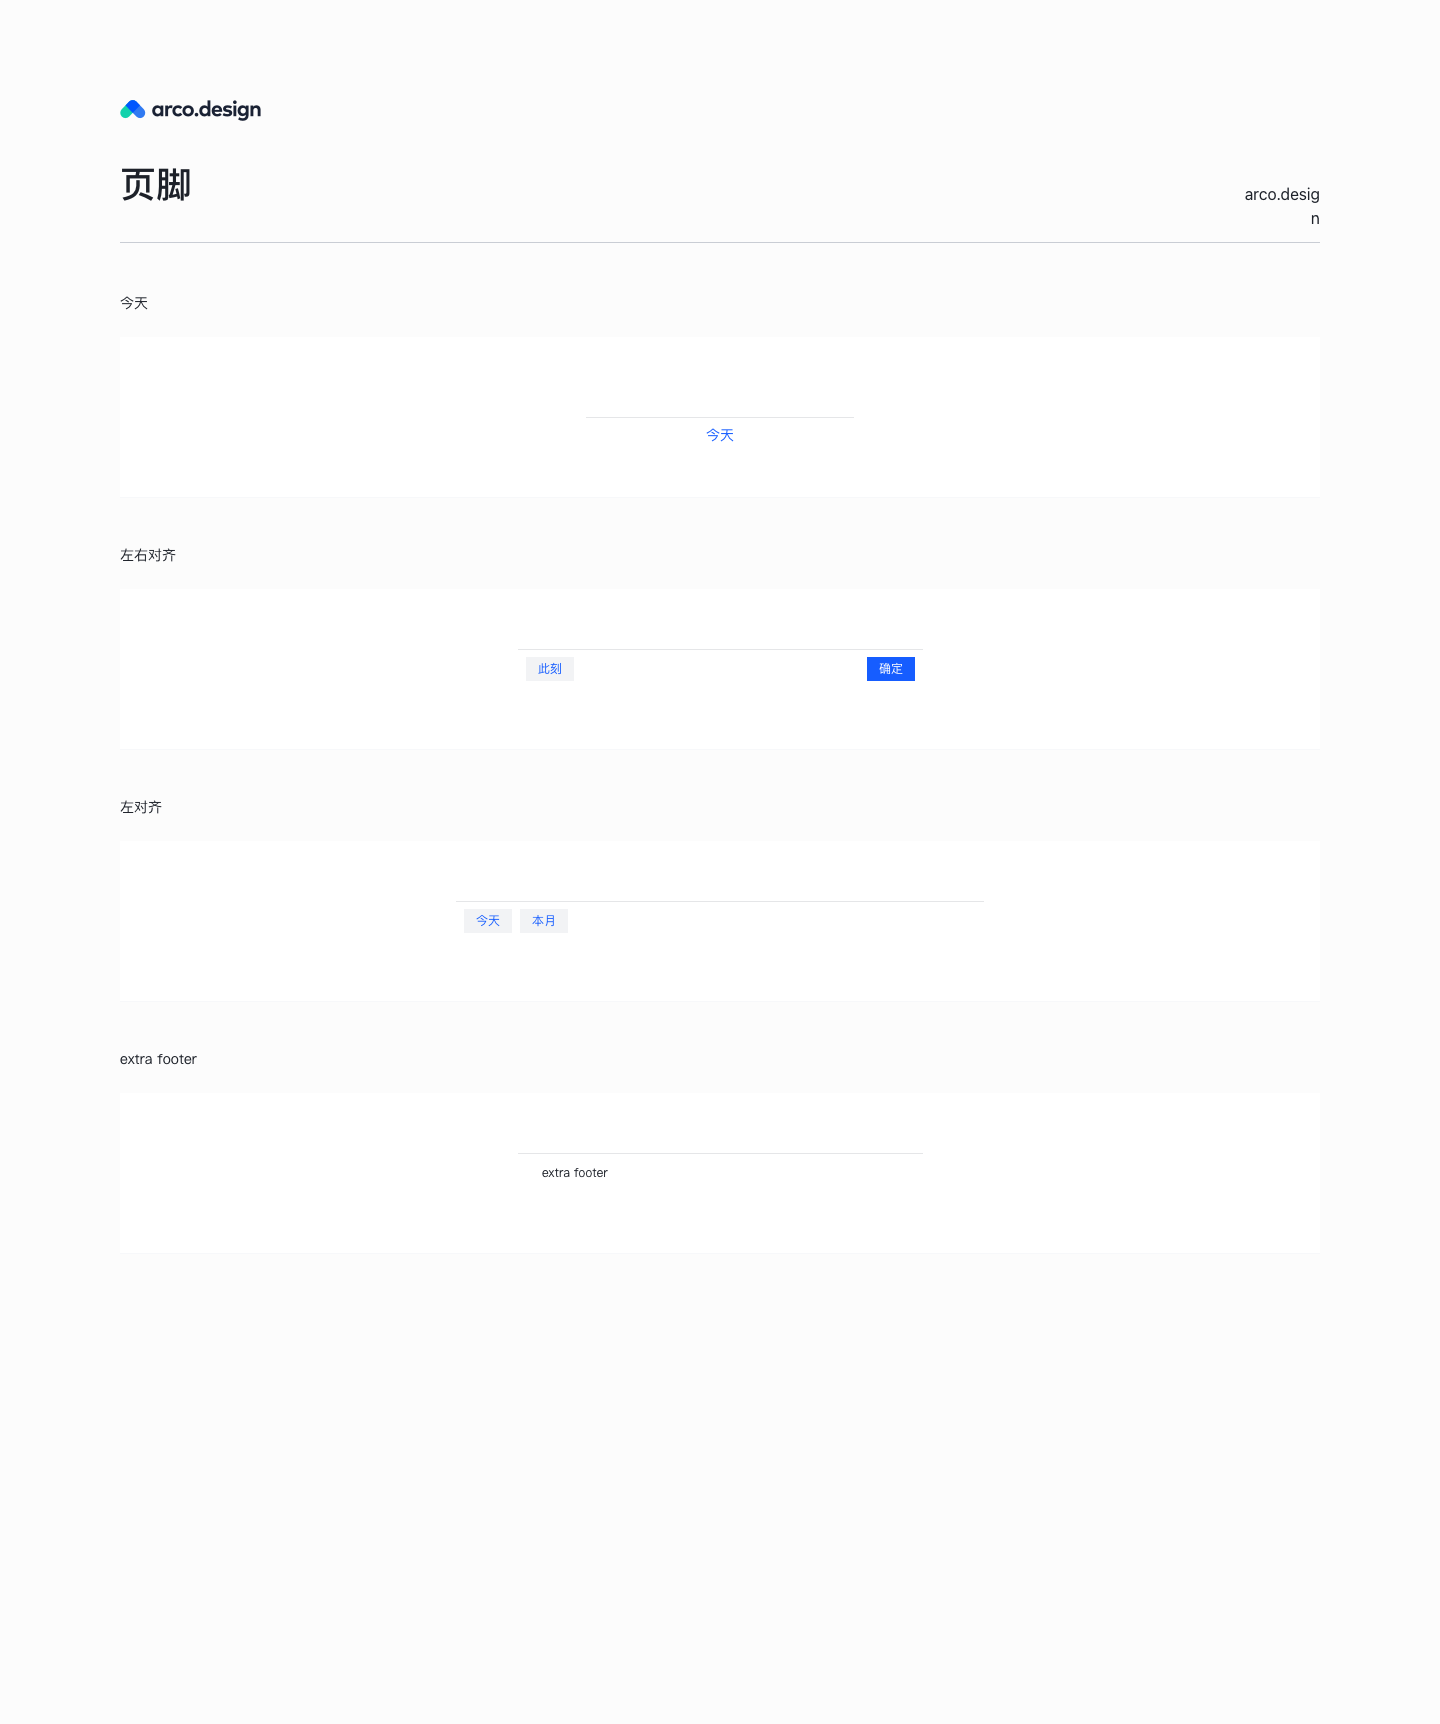 arco.design
页脚
arco.desig
n
今天
今天
左右对齐
此刻 确定
左对齐
今天 本月
extra footer
extra footer